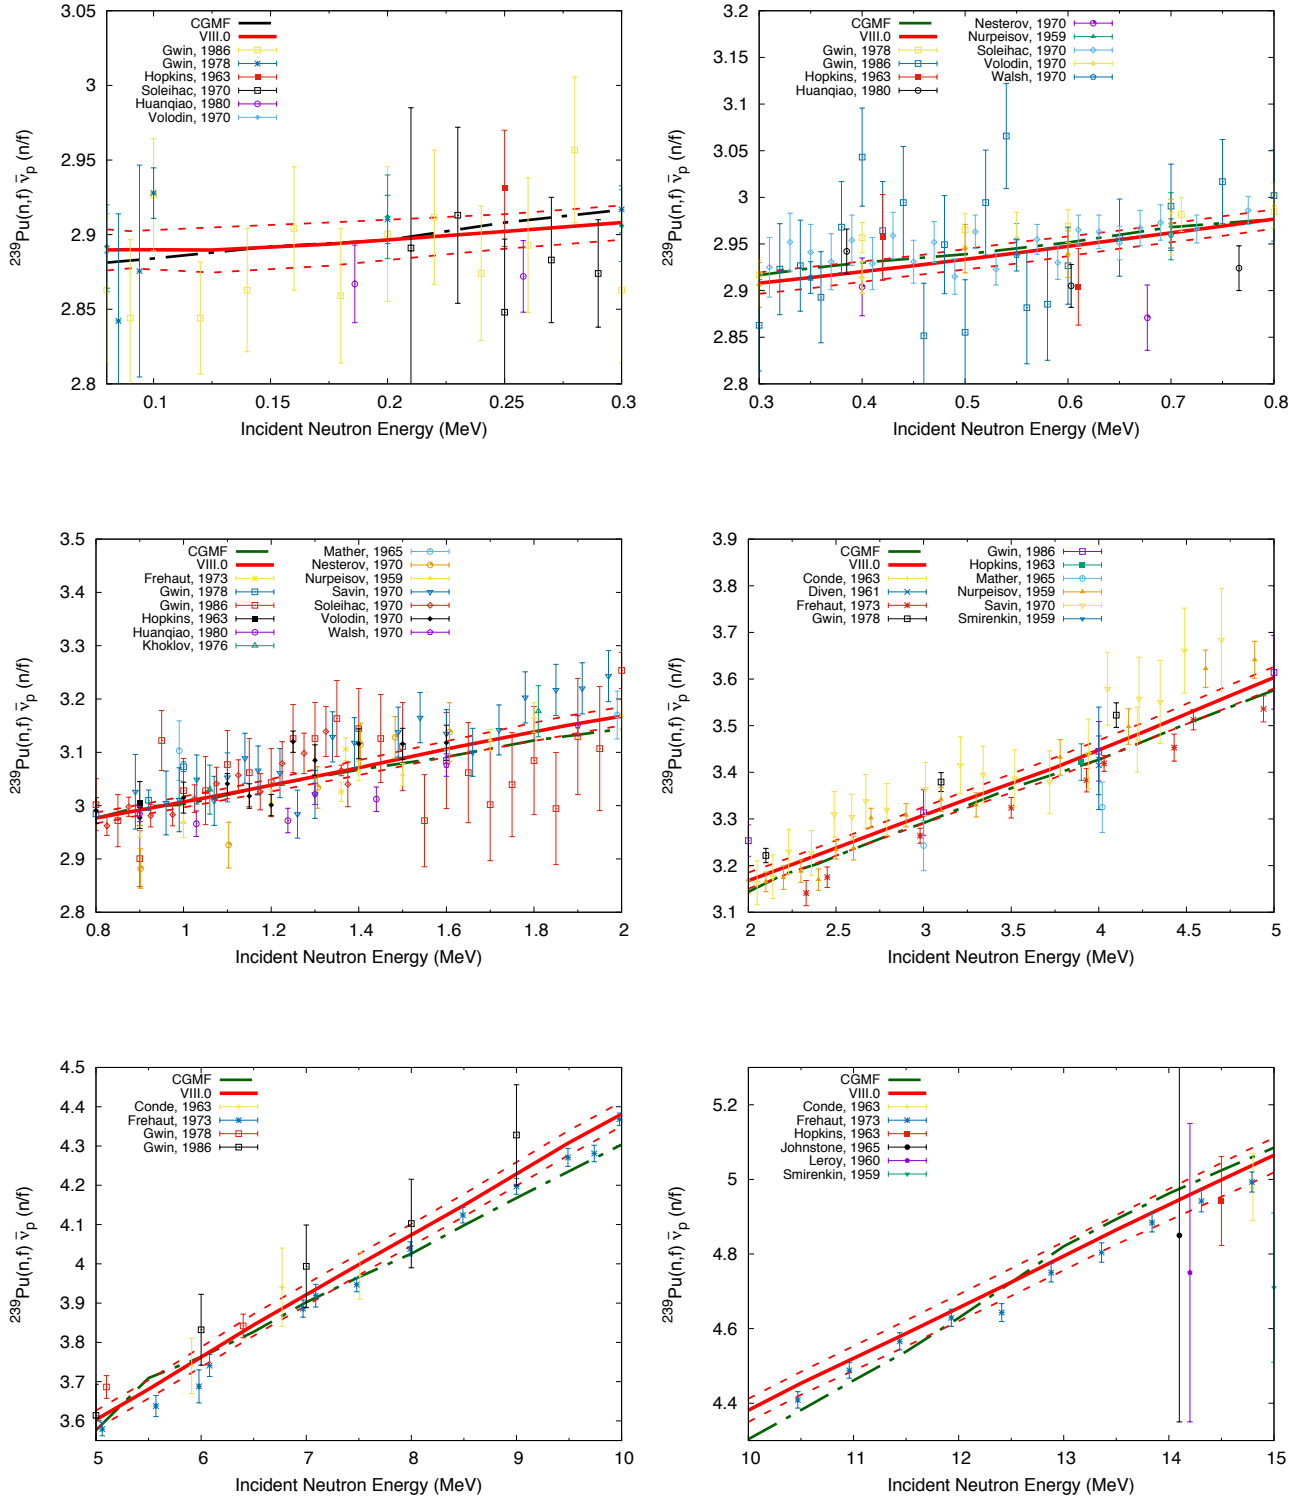 CGMF
VIII.0
Gwin, 1986
Gwin, 1978
Hopkins, 1963
Soleihac, 1970
Huanqiao, 1980
Volodin, 1970
3.05
3
2.95
2.9
2.85
2.8
0.1
0.15
0.2
0.25
0.3
239Pu(n,f) ν̄p (n/f)
Incident Neutron Energy (MeV)
CGMF
VIII.0
Gwin, 1978
Gwin, 1986
Hopkins, 1963
Huanqiao, 1980
Nesterov, 1970
Nurpeisov, 1959
Soleihac, 1970
Volodin, 1970
Walsh, 1970
3.2
3.15
3.1
3.05
3
2.95
2.9
2.85
2.8
0.3
0.4
0.5
0.6
0.7
0.8
239Pu(n,f) ν̄p (n/f)
Incident Neutron Energy (MeV)
CGMF
VIII.0
Frehaut, 1973
Gwin, 1978
Gwin, 1986
Hopkins, 1963
Huanqiao, 1980
Khoklov, 1976
Mather, 1965
Nesterov, 1970
Nurpeisov, 1959
Savin, 1970
Soleihac, 1970
Volodin, 1970
Walsh, 1970
3.5
3.4
3.3
3.2
3.1
3
2.9
2.8
0.8
1
1.2
1.4
1.6
1.8
2
239Pu(n,f) ν̄p (n/f)
Incident Neutron Energy (MeV)
CGMF
VIII.0
Conde, 1963
Diven, 1961
Frehaut, 1973
Gwin, 1978
Gwin, 1986
Hopkins, 1963
Mather, 1965
Nurpeisov, 1959
Savin, 1970
Smirenkin, 1959
3.9
3.8
3.7
3.6
3.5
3.4
3.3
3.2
3.1
2
2.5
3
3.5
4
4.5
5
239Pu(n,f) ν̄p (n/f)
Incident Neutron Energy (MeV)
CGMF
VIII.0
Conde, 1963
Frehaut, 1973
Gwin, 1978
Gwin, 1986
4.5
4.4
4.3
4.2
4.1
4
3.9
3.8
3.7
3.6
5
6
7
8
9
10
239Pu(n,f) ν̄p (n/f)
Incident Neutron Energy (MeV)
CGMF
VIII.0
Conde, 1963
Frehaut, 1973
Hopkins, 1963
Johnstone, 1965
Leroy, 1960
Smirenkin, 1959
5.2
5
4.8
4.6
4.4
10
11
12
13
14
15
239Pu(n,f) ν̄p (n/f)
Incident Neutron Energy (MeV)